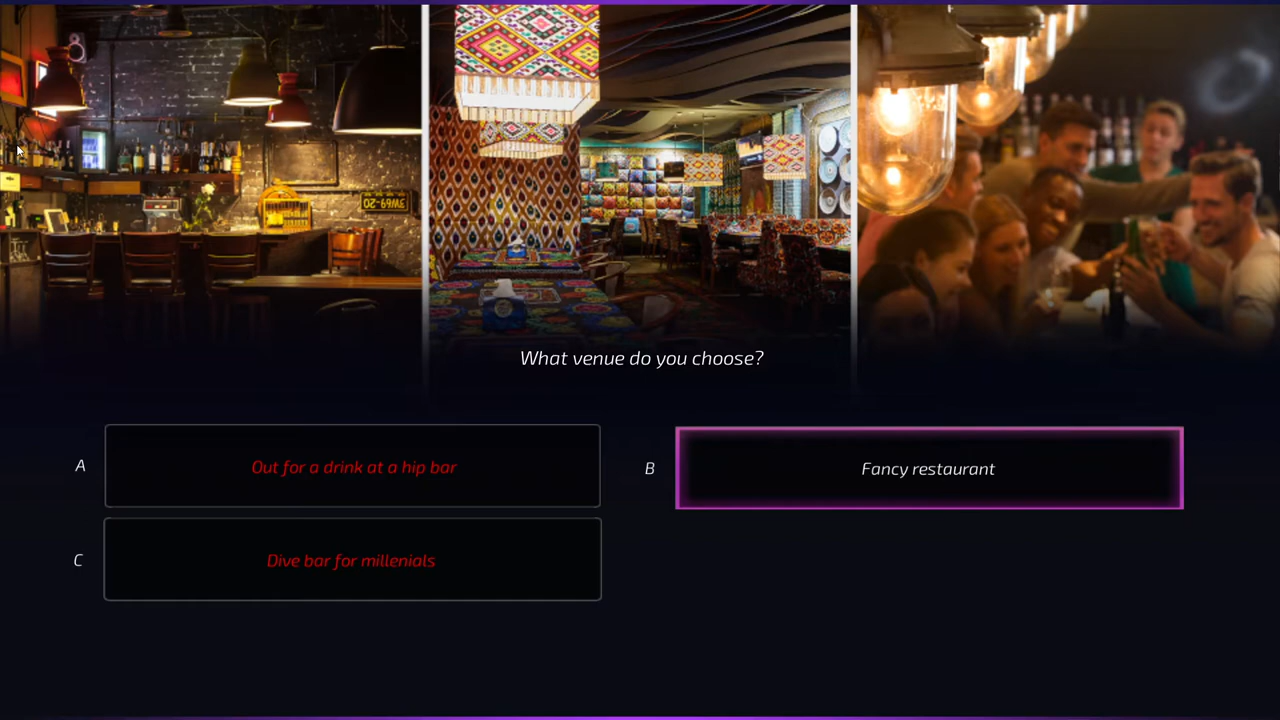 What venue do you choose?
A
Out for a drink at a hip bar
B
Fancy restaurant
C
Dive bar for millenials